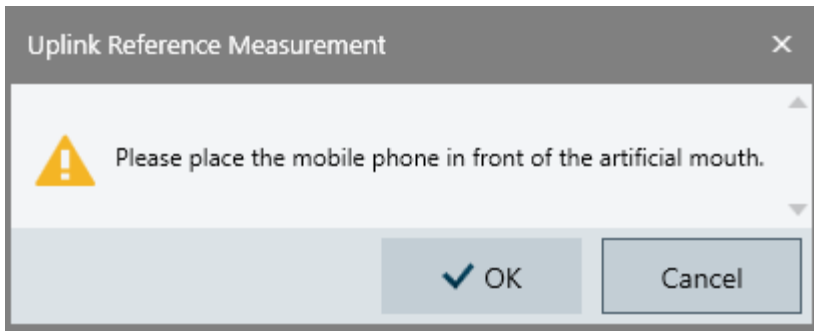 Uplink Reference Measurement
Please place the mobile phone in front of the artificial mouth.
OK
Cancel